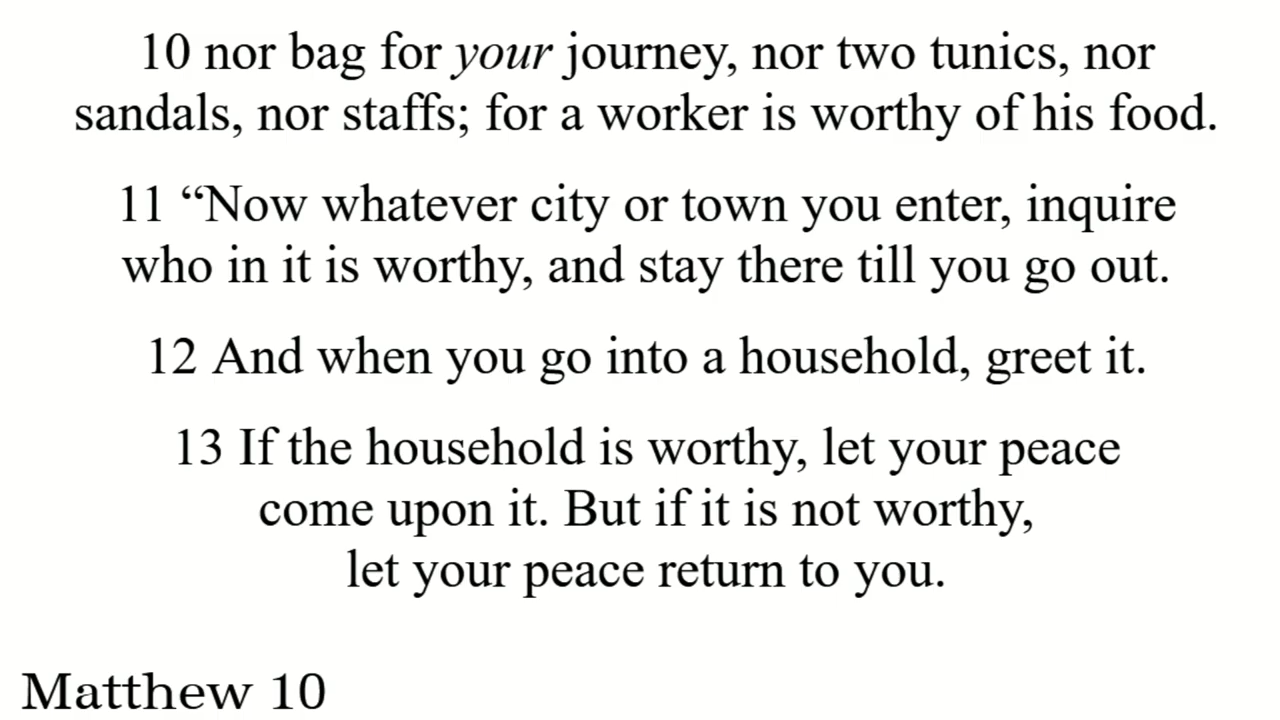 10 nor bag for your journey, nor two tunics, nor
sandals, nor staffs; for a worker is worthy of his food.
11 “Now whatever city or town you enter, inquire
who in it is worthy, and stay there till you go out.
12 And when you go into a household, greet it.
13 If the household is worthy, let your peace
come upon it. But if it is not worthy,
let your peace return to you.
Matthew 10